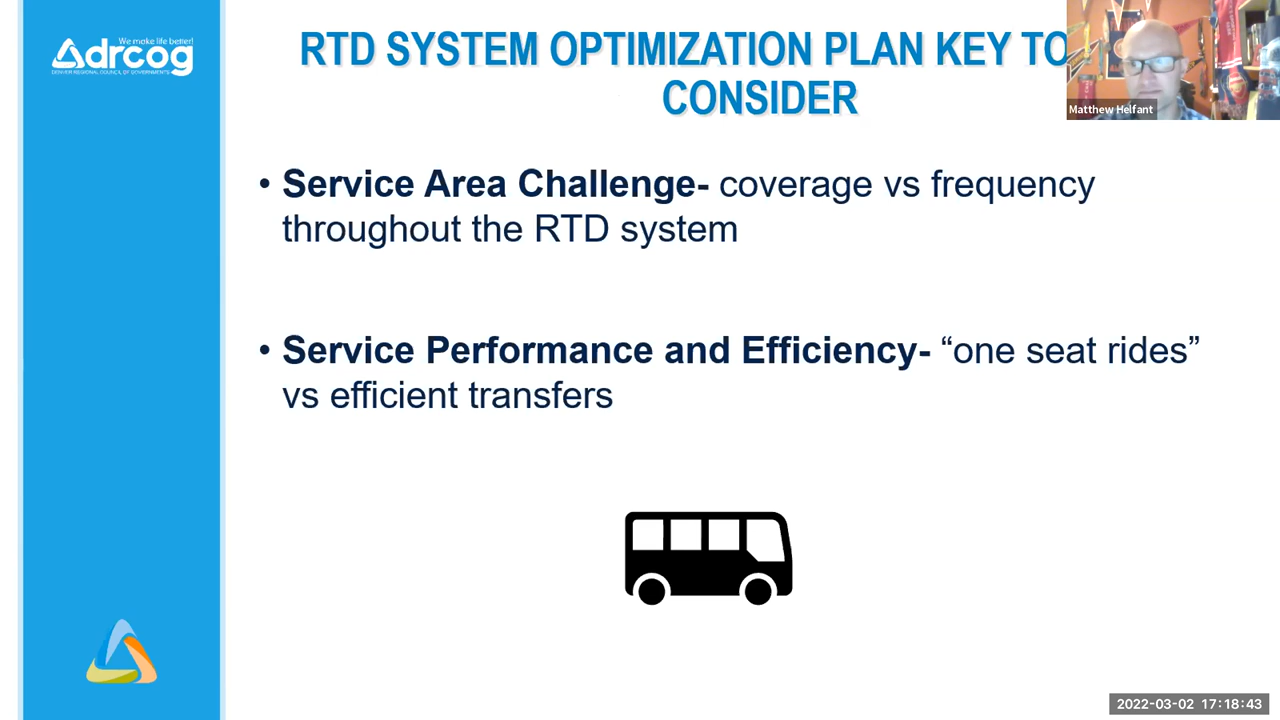 We make life better!
drcog
DENVER REGIONAL COUNCIL OF GOVERNMENTS
RTD SYSTEM OPTIMIZATION PLAN KEY TO
CONSIDER
Matthew Helfant
• Service Area Challenge- coverage vs frequency
throughout the RTD system
• Service Performance and Efficiency- “one seat rides”
vs efficient transfers
2022-03-02 17:18:43